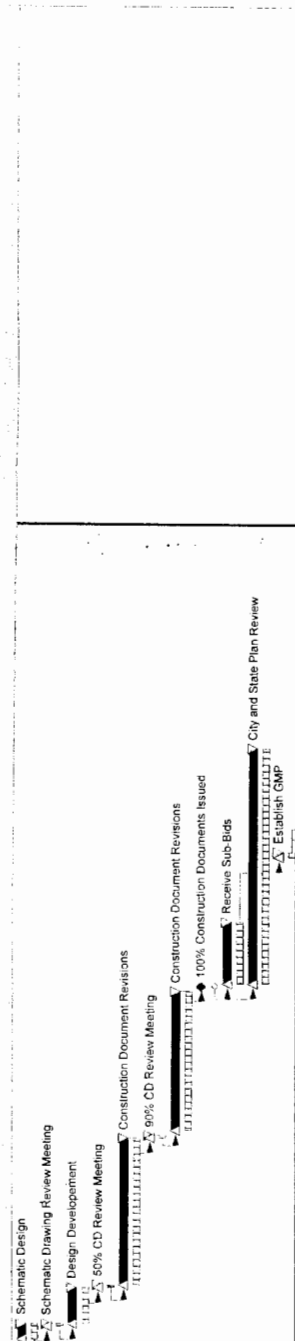 Schematic Design
Schematic Drawing Review Meeting
Design Developement
50% CD Review Meeting
Construction Document Revisions
90% CD Review Meeting
Construction Document Revisions
100% Construction Documents Issued
Receive Sub-Bids
City and State Plan Review
Establish GMP